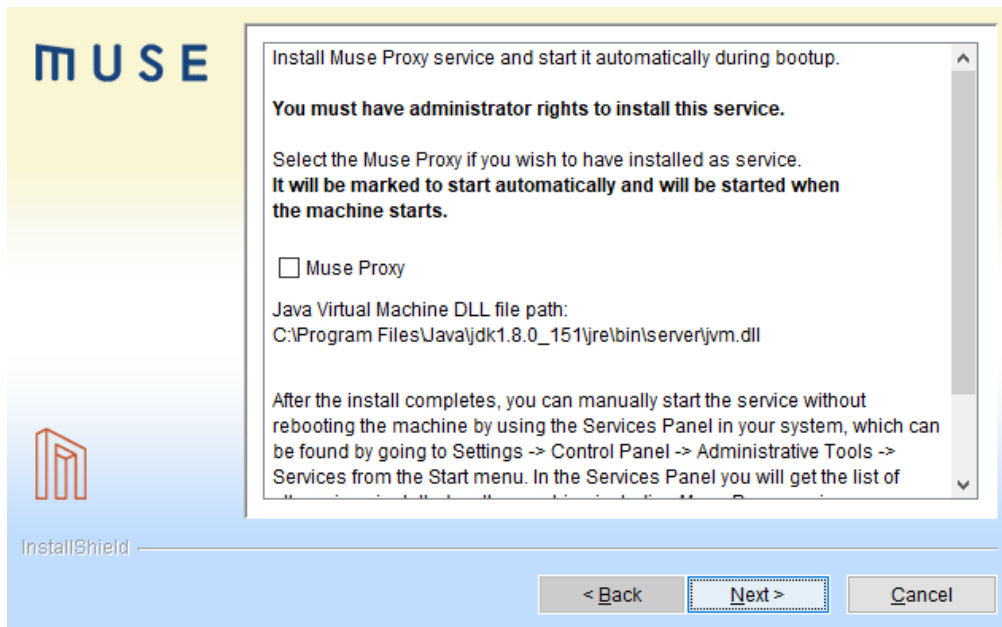 MUSE
Install Muse Proxy service and start it automatically during bootup.
You must have administrator rights to install this service.
Select the Muse Proxy if you wish to have installed as service.
It will be marked to start automatically and will be started when
the machine starts.
Muse Proxy
Java Virtual Machine DLL file path:
C:\Program Files\Java\jdk1.8.0_151\jre\bin\server\jvm.dll
After the install completes, you can manually start the service without
rebooting the machine by using the Services Panel in your system, which can
be found by going to Settings -> Control Panel -> Administrative Tools ->
Services from the Start menu. In the Services Panel you will get the list of
InstallShield
< Back
Next >
Cancel